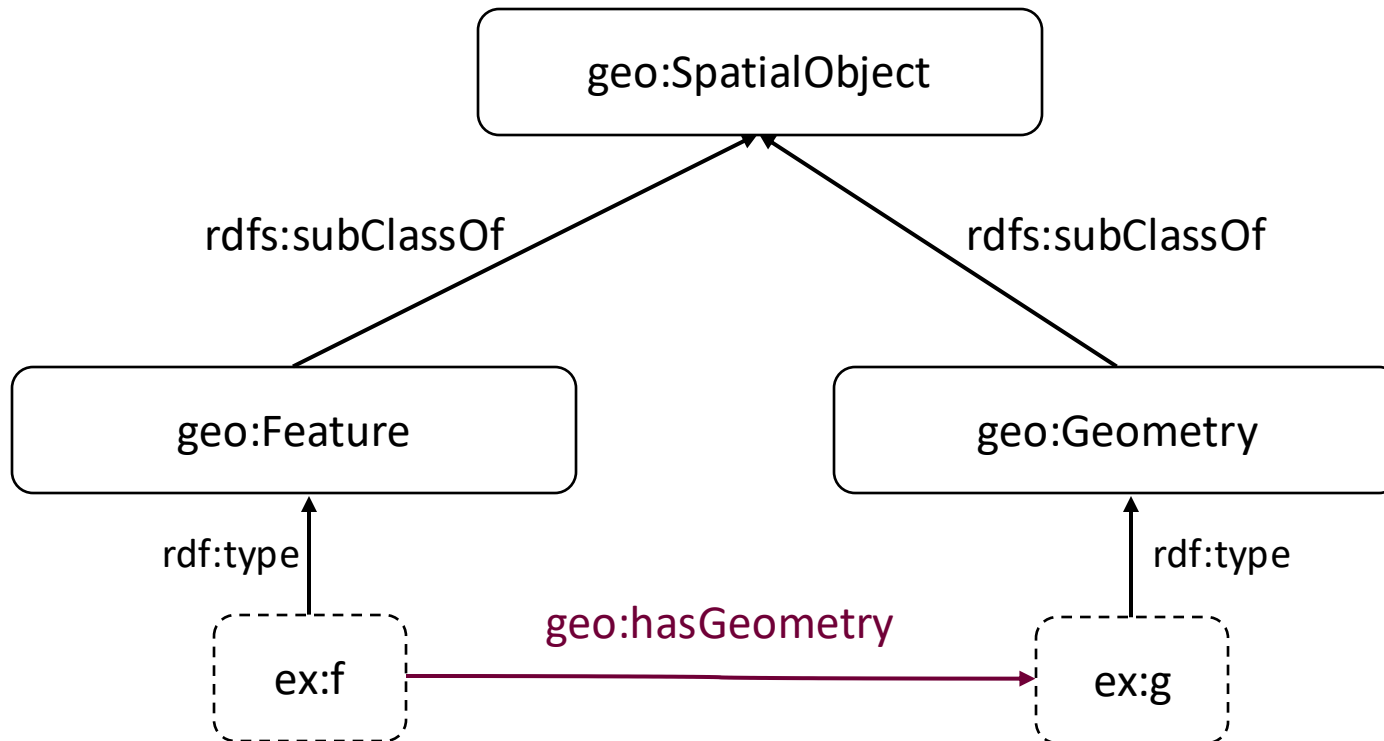 geo:SpatialObject
rdfs:subClassOf
rdfs:subClassOf
geo:Feature
geo:Geometry
rdf:type
rdf:type
geo:hasGeometry
ex:f
ex:g